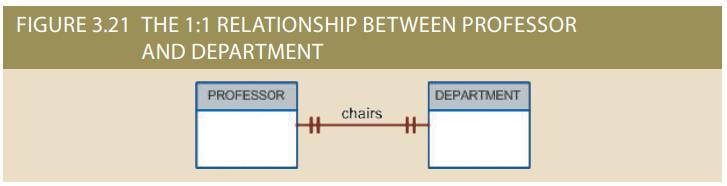 FIGURE 3.21 THE 1:1 RELATIONSHIP BETWEEN PROFESSOR
AND DEPARTMENT
PROFESSOR
chairs
DEPARTMENT